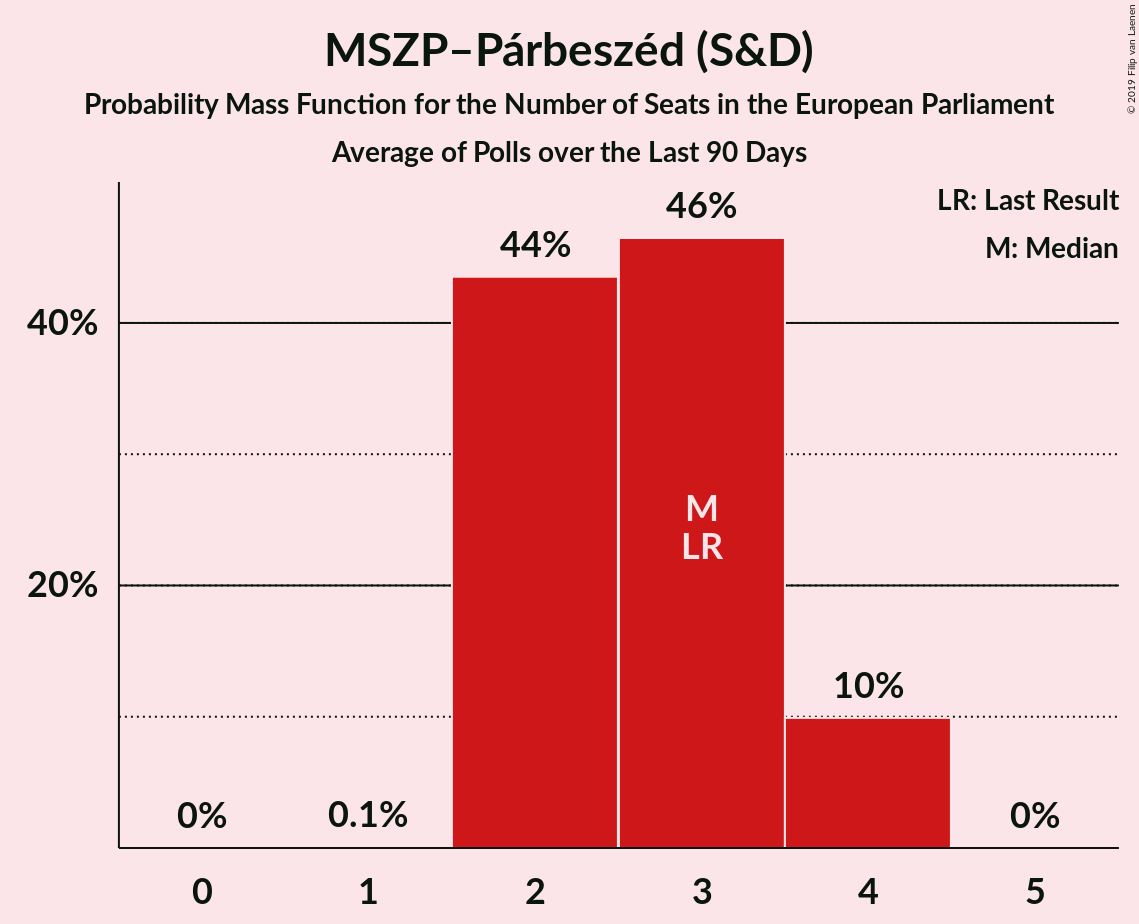 MSZP–Párbeszéd (S&D)
Probability Mass Function for the Number of Seats in the European Parliament
Average of Polls over the Last 90 Days
© 2019 Filip van Laenen
LR: Last Result
M: Median
46%
44%
40%
M
LR
20%
10%
0%
0.1%
0%
0
1
2
3
4
5